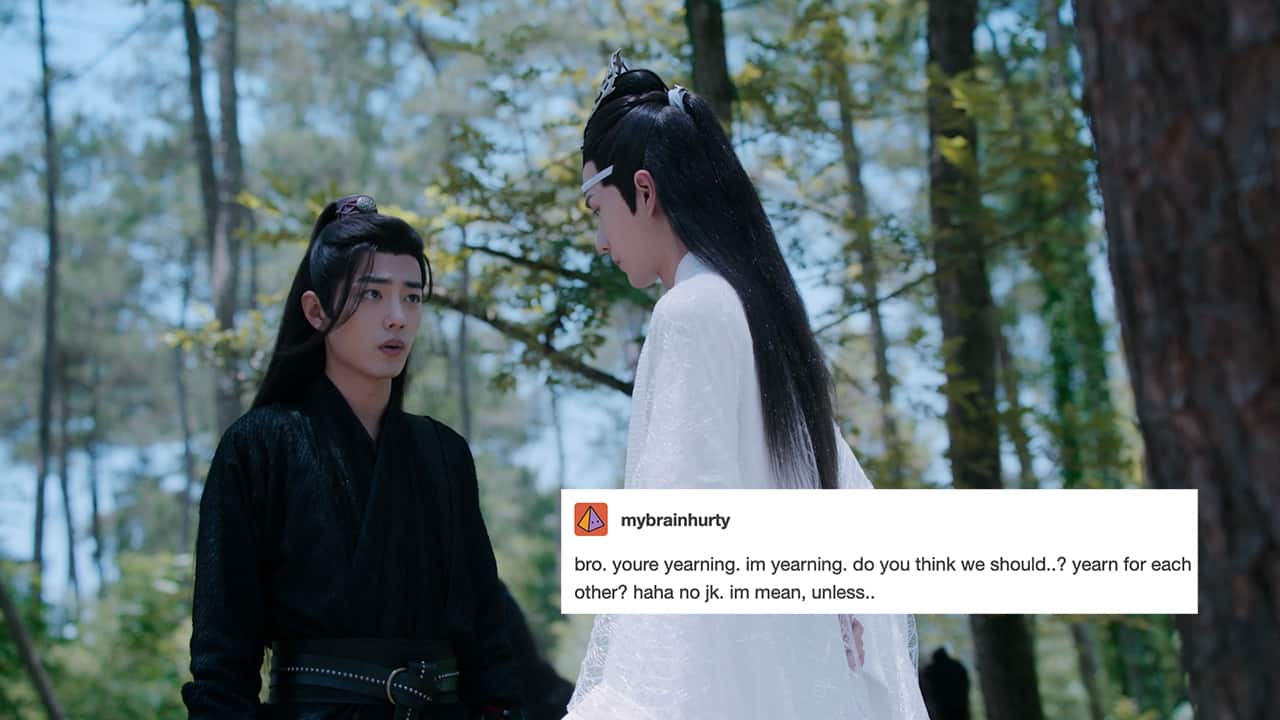 mybrainhurty
bro. youre yearning. im yearning. do you think we should..? yearn for each
other? haha no jk. im mean, unless..